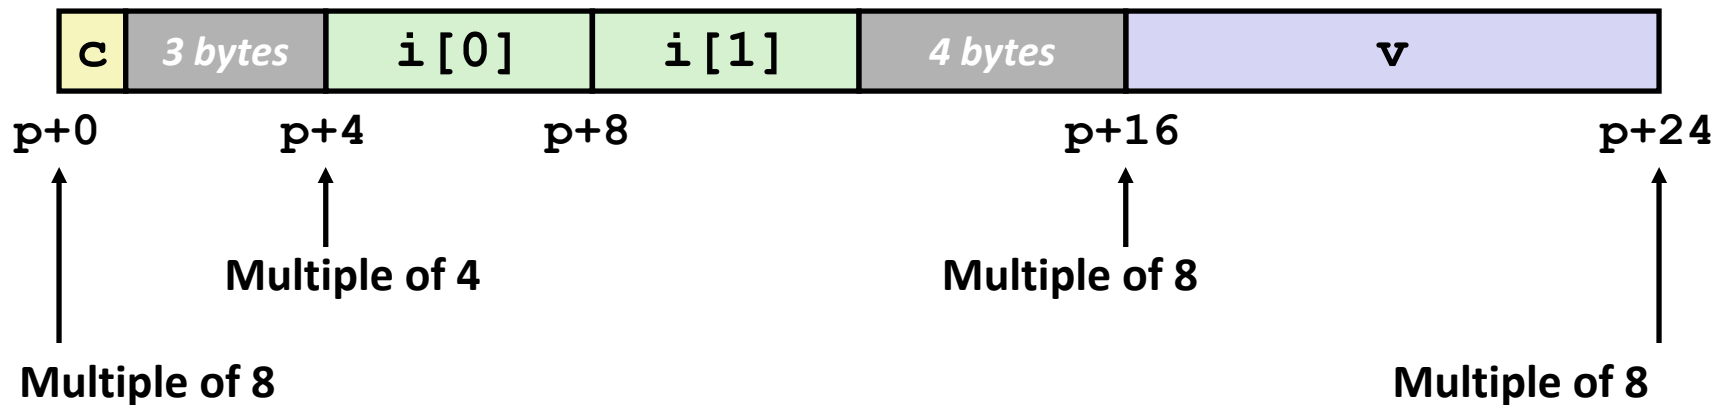 c 3 bytes i[0] i[1] 4 bytes v
p+0 p+4 p+8 p+16 p+24
Multiple of 4 Multiple of 8
Multiple of 8 Multiple of 8